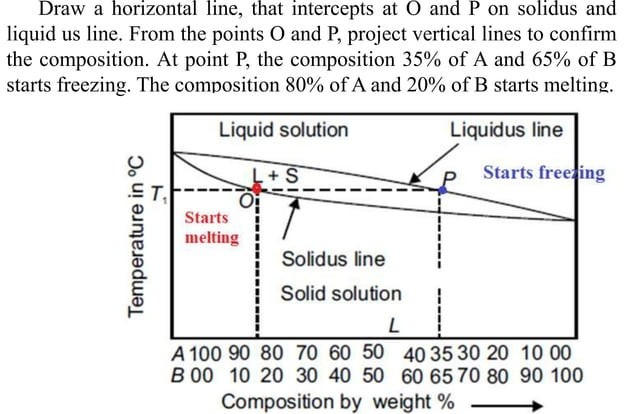 Draw a horizontal line, that intercepts at O and P on solidus and
liquid us line. From the points O and P, project vertical lines to confirm
the composition. At point P, the composition 35% of A and 65% of B
starts freezing. The composition 80% of A and 20% of B starts melting.
Liquid solution
Liquidus line
L + S
P
Starts freezing
Temperature in °C
T1
O
Starts
melting
Solidus line
Solid solution
L
A 100 90 80 70 60 50 40 35 30 20 10 00
B 00 10 20 30 40 50 60 65 70 80 90 100
Composition by weight %